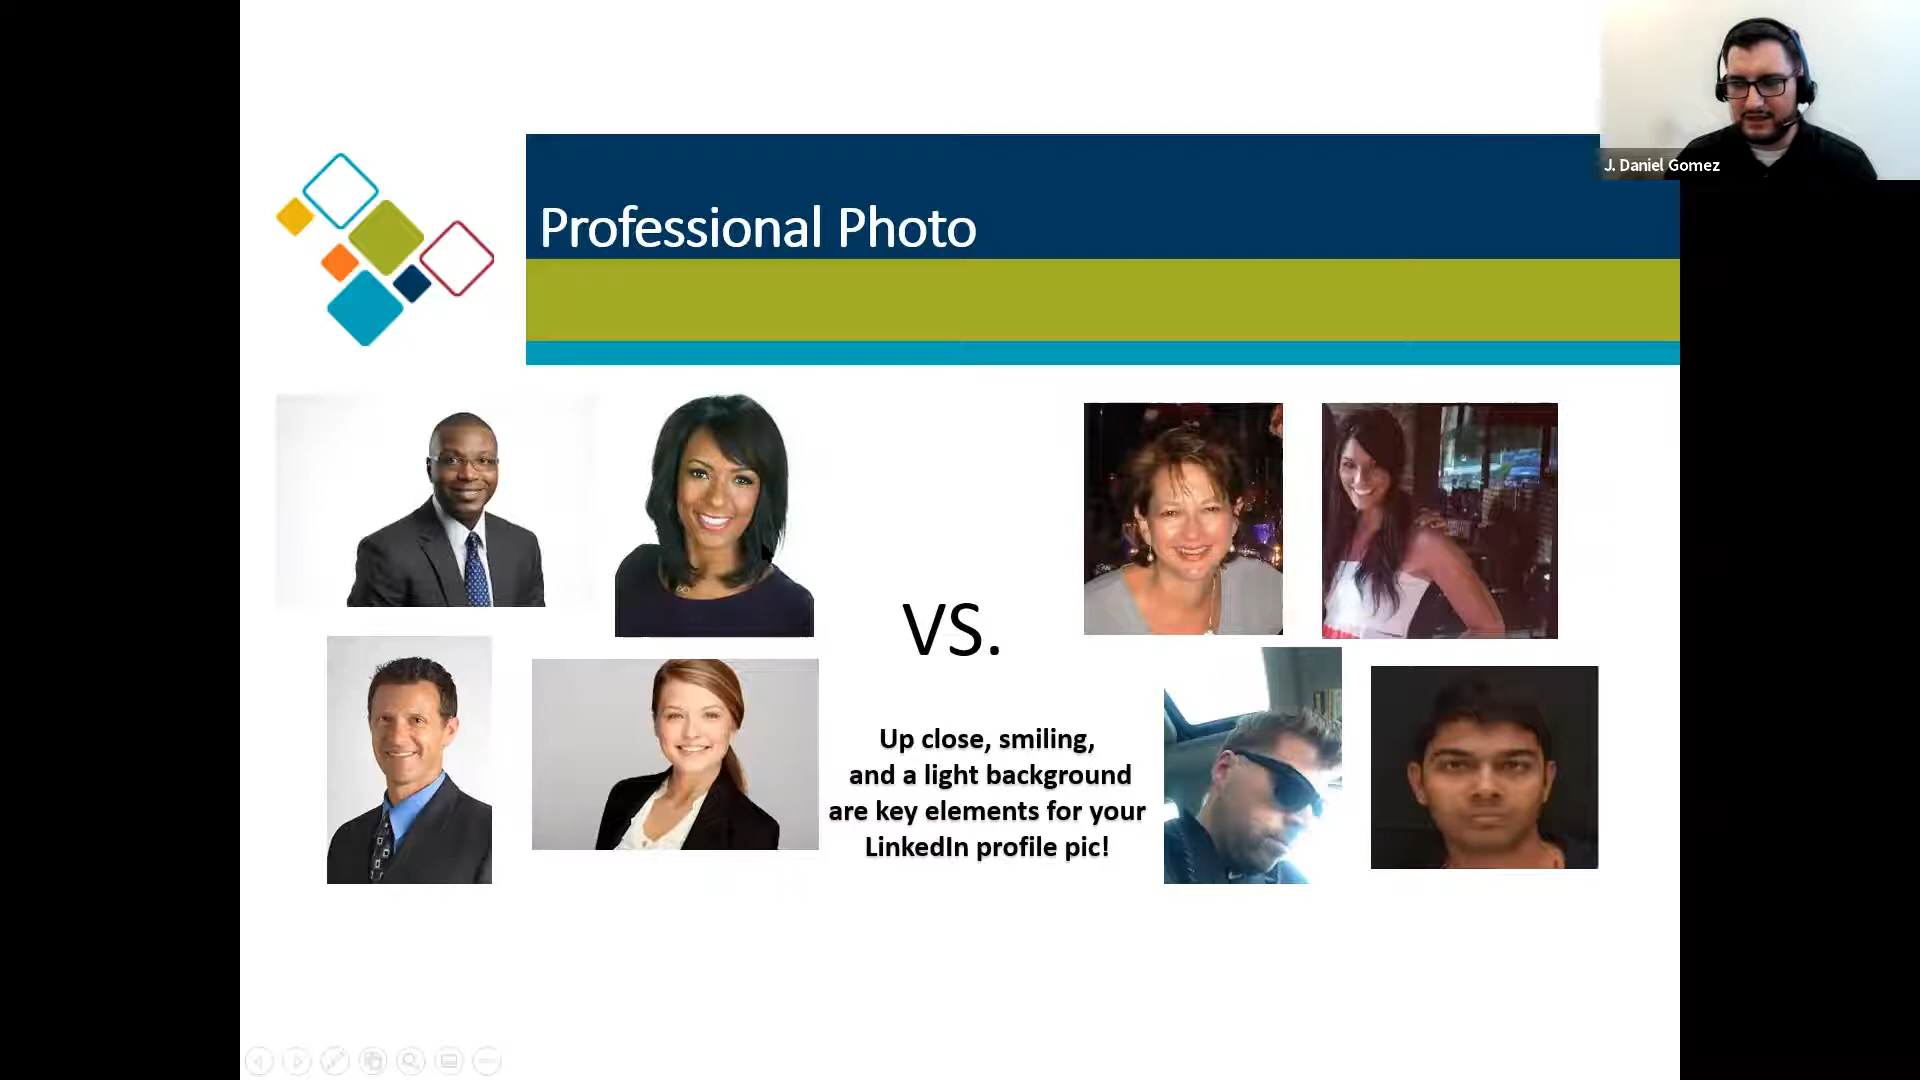 J. Daniel Gomez
Professional Photo
VS.
Up close, smiling,
and a light background
are key elements for your
LinkedIn profile pic!